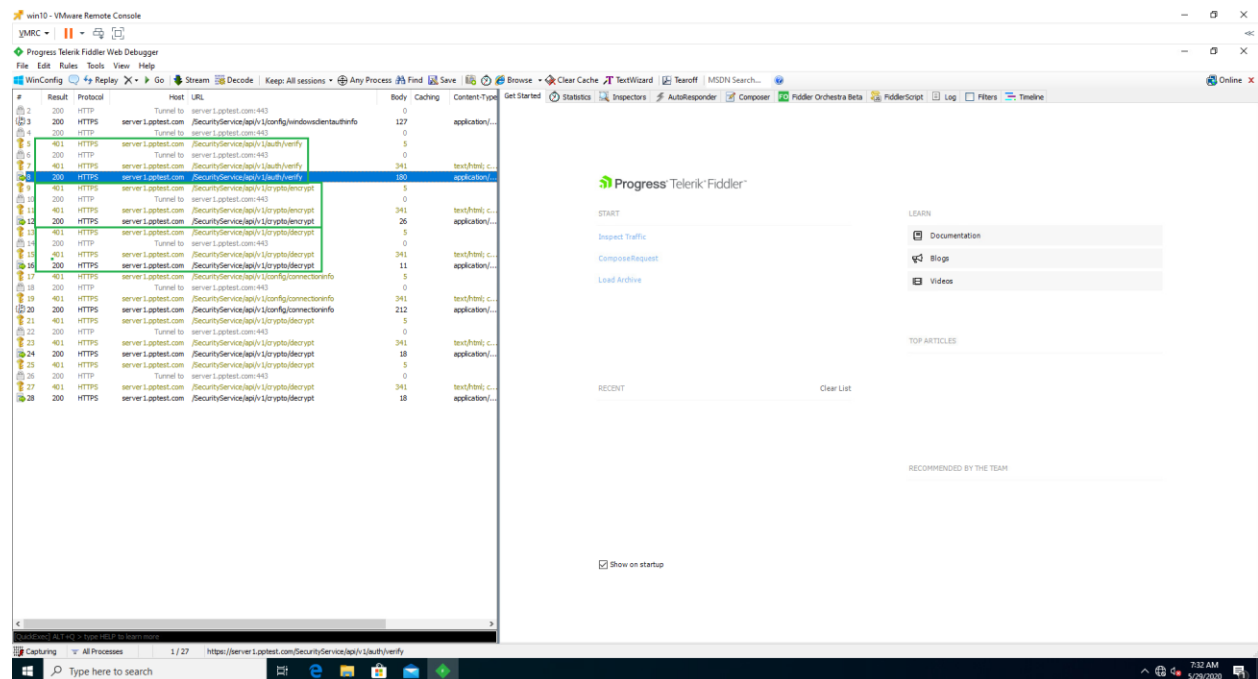 win10 - VMware Remote Console
VMRC
Progress Telerik Fiddler Web Debugger
File Edit Rules Tools View Help
WinConfig Replay Go Stream Decode Keep: All sessions Any Process Find Save Browse Clear Cache TextWizard Tearoff MSDN Search... Online
# Result Protocol Host URL Body Caching Content-Type
2 200 HTTP Tunnel to server1.pptest.com:443 0
3 200 HTTPS server1.pptest.com /SecurityService/api/v1/config/windowsclientauthinfo 127 application/...
4 200 HTTP Tunnel to server1.pptest.com:443 0
5 401 HTTPS server1.pptest.com /SecurityService/api/v1/auth/verify 5
6 200 HTTP Tunnel to server1.pptest.com:443 0
7 401 HTTPS server1.pptest.com /SecurityService/api/v1/auth/verify 341 text/html; c...
8 200 HTTPS server1.pptest.com /SecurityService/api/v1/auth/verify 180 application/...
9 401 HTTPS server1.pptest.com /SecurityService/api/v1/crypto/encrypt 5
10 200 HTTP Tunnel to server1.pptest.com:443 0
11 401 HTTPS server1.pptest.com /SecurityService/api/v1/crypto/encrypt 341 text/html; c...
12 200 HTTPS server1.pptest.com /SecurityService/api/v1/crypto/encrypt 26 application/...
13 401 HTTPS server1.pptest.com /SecurityService/api/v1/crypto/decrypt 5
14 200 HTTP Tunnel to server1.pptest.com:443 0
15 401 HTTPS server1.pptest.com /SecurityService/api/v1/crypto/decrypt 341 text/html; c...
16 200 HTTPS server1.pptest.com /SecurityService/api/v1/crypto/decrypt 11 application/...
17 401 HTTPS server1.pptest.com /SecurityService/api/v1/config/connectioninfo 5
18 200 HTTP Tunnel to server1.pptest.com:443 0
19 401 HTTPS server1.pptest.com /SecurityService/api/v1/config/connectioninfo 341 text/html; c...
20 200 HTTPS server1.pptest.com /SecurityService/api/v1/config/connectioninfo 212 application/...
21 401 HTTPS server1.pptest.com /SecurityService/api/v1/crypto/decrypt 5
22 200 HTTP Tunnel to server1.pptest.com:443 0
23 401 HTTPS server1.pptest.com /SecurityService/api/v1/crypto/decrypt 341 text/html; c...
24 200 HTTPS server1.pptest.com /SecurityService/api/v1/crypto/decrypt 18 application/...
25 401 HTTPS server1.pptest.com /SecurityService/api/v1/crypto/decrypt 5
26 200 HTTP Tunnel to server1.pptest.com:443 0
27 401 HTTPS server1.pptest.com /SecurityService/api/v1/crypto/decrypt 341 text/html; c...
28 200 HTTPS server1.pptest.com /SecurityService/api/v1/crypto/decrypt 18 application/...
[QuickExec] ALT+Q > type HELP to learn more
Get Started Statistics Inspectors AutoResponder Composer Fiddler Orchestra Beta FiddlerScript Log Filters Timeline
Progress Telerik Fiddler
START
Inspect Traffic
ComposeRequest
Load Archive
RECENT Clear List
Show on startup
LEARN
Documentation
Blogs
Videos
TOP ARTICLES
RECOMMENDED BY THE TEAM
Capturing All Processes 1 / 27 https://server1.pptest.com/SecurityService/api/v1/auth/verify
Type here to search
7:32 AM
5/29/2020